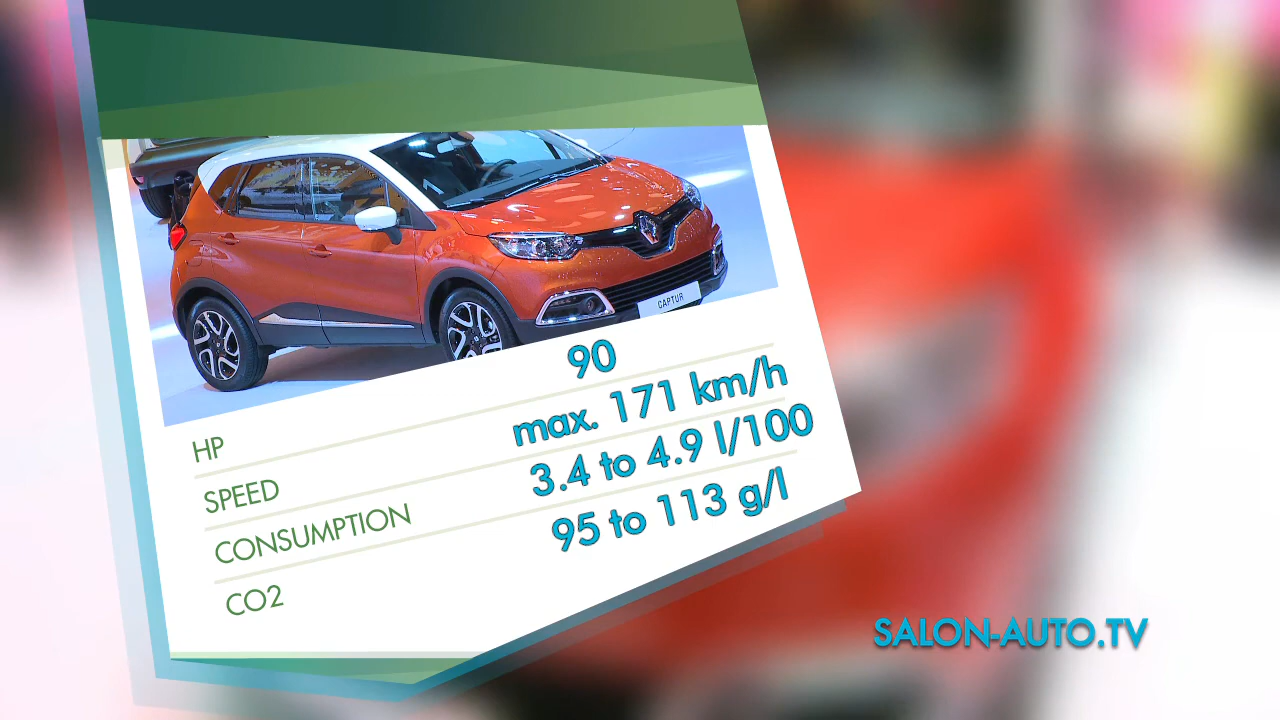 CAPTUR
HP 90
SPEED max. 171 km/h
CONSUMPTION 3.4 to 4.9 l/100
CO2 95 to 113 g/l
SALON-AUTO.TV